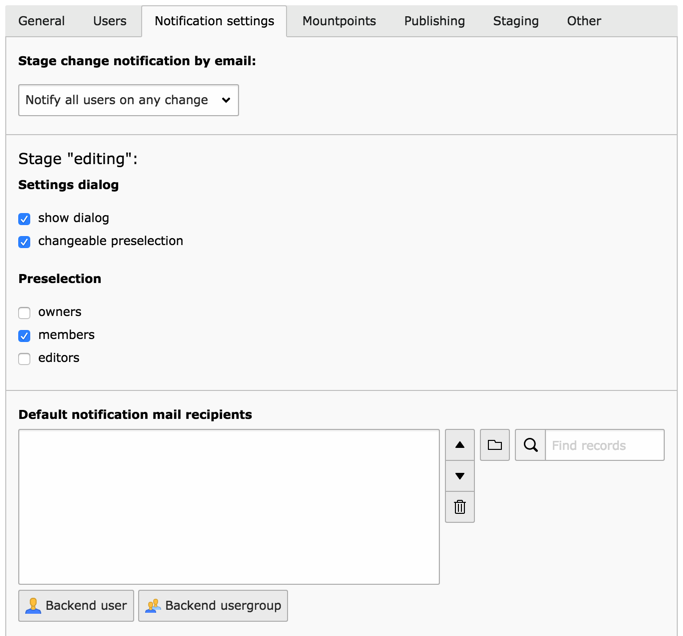 General Users Notification settings Mountpoints Publishing Staging Other
Stage change notification by email:
Notify all users on any change
Stage "editing":
Settings dialog
show dialog
changeable preselection
Preselection
owners
members
editors
Default notification mail recipients
Find records
Backend user Backend usergroup